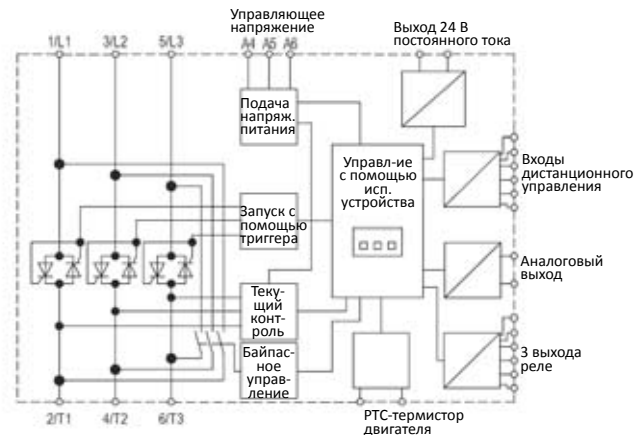 Управляющее
напряжение
Выход 24 В
постоянного тока
1/L1 3/L2 5/L3 A4 A5 A6
Подача
напряж.
питания
Управл-ие
с помощью
исп.
устройства
Входы
дистанционного
управления
Запуск с
помощью
триггера
Аналоговый
выход
Теку-
щий
конт-
роль
Байпас-
ное
управ-
ление
3 выхода
реле
2/T1 4/T2 6/T3
РТС-термистор
двигателя